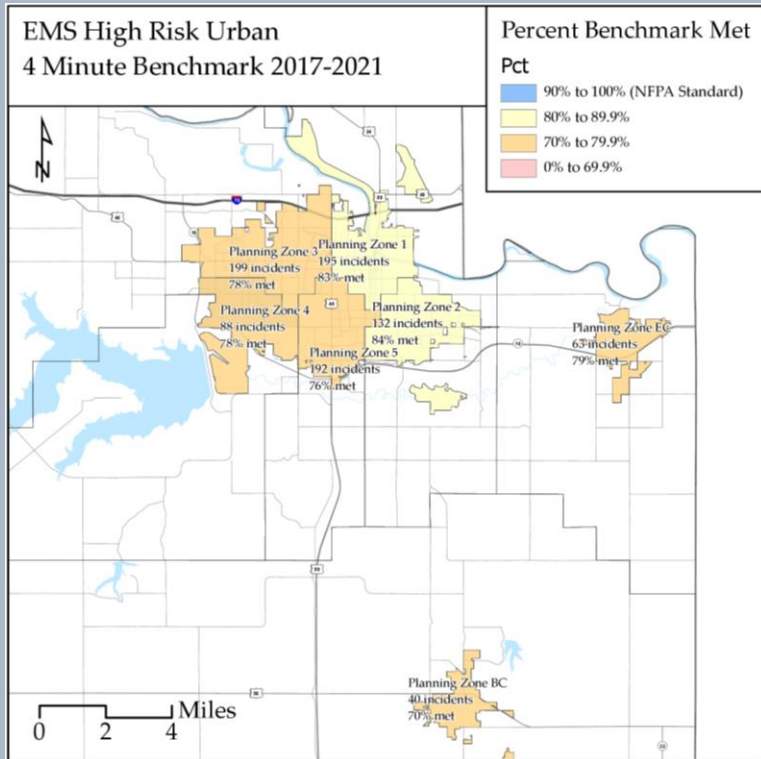 EMS High Risk Urban
4 Minute Benchmark 2017-2021
Percent Benchmark Met
Pct
90% to 100% (NFPA Standard)
80% to 89.9%
70% to 79.9%
0% to 69.9%
N
Planning Zone 1
195 incidents
83% met
Planning Zone 3
199 incidents
78% met
Planning Zone 4
88 incidents
78% met
Planning Zone 2
132 incidents
84% met
Planning Zone 5
192 incidents
76% met
Planning Zone EC
63 incidents
79% met
Planning Zone BC
40 incidents
70% met
0 2 4 Miles